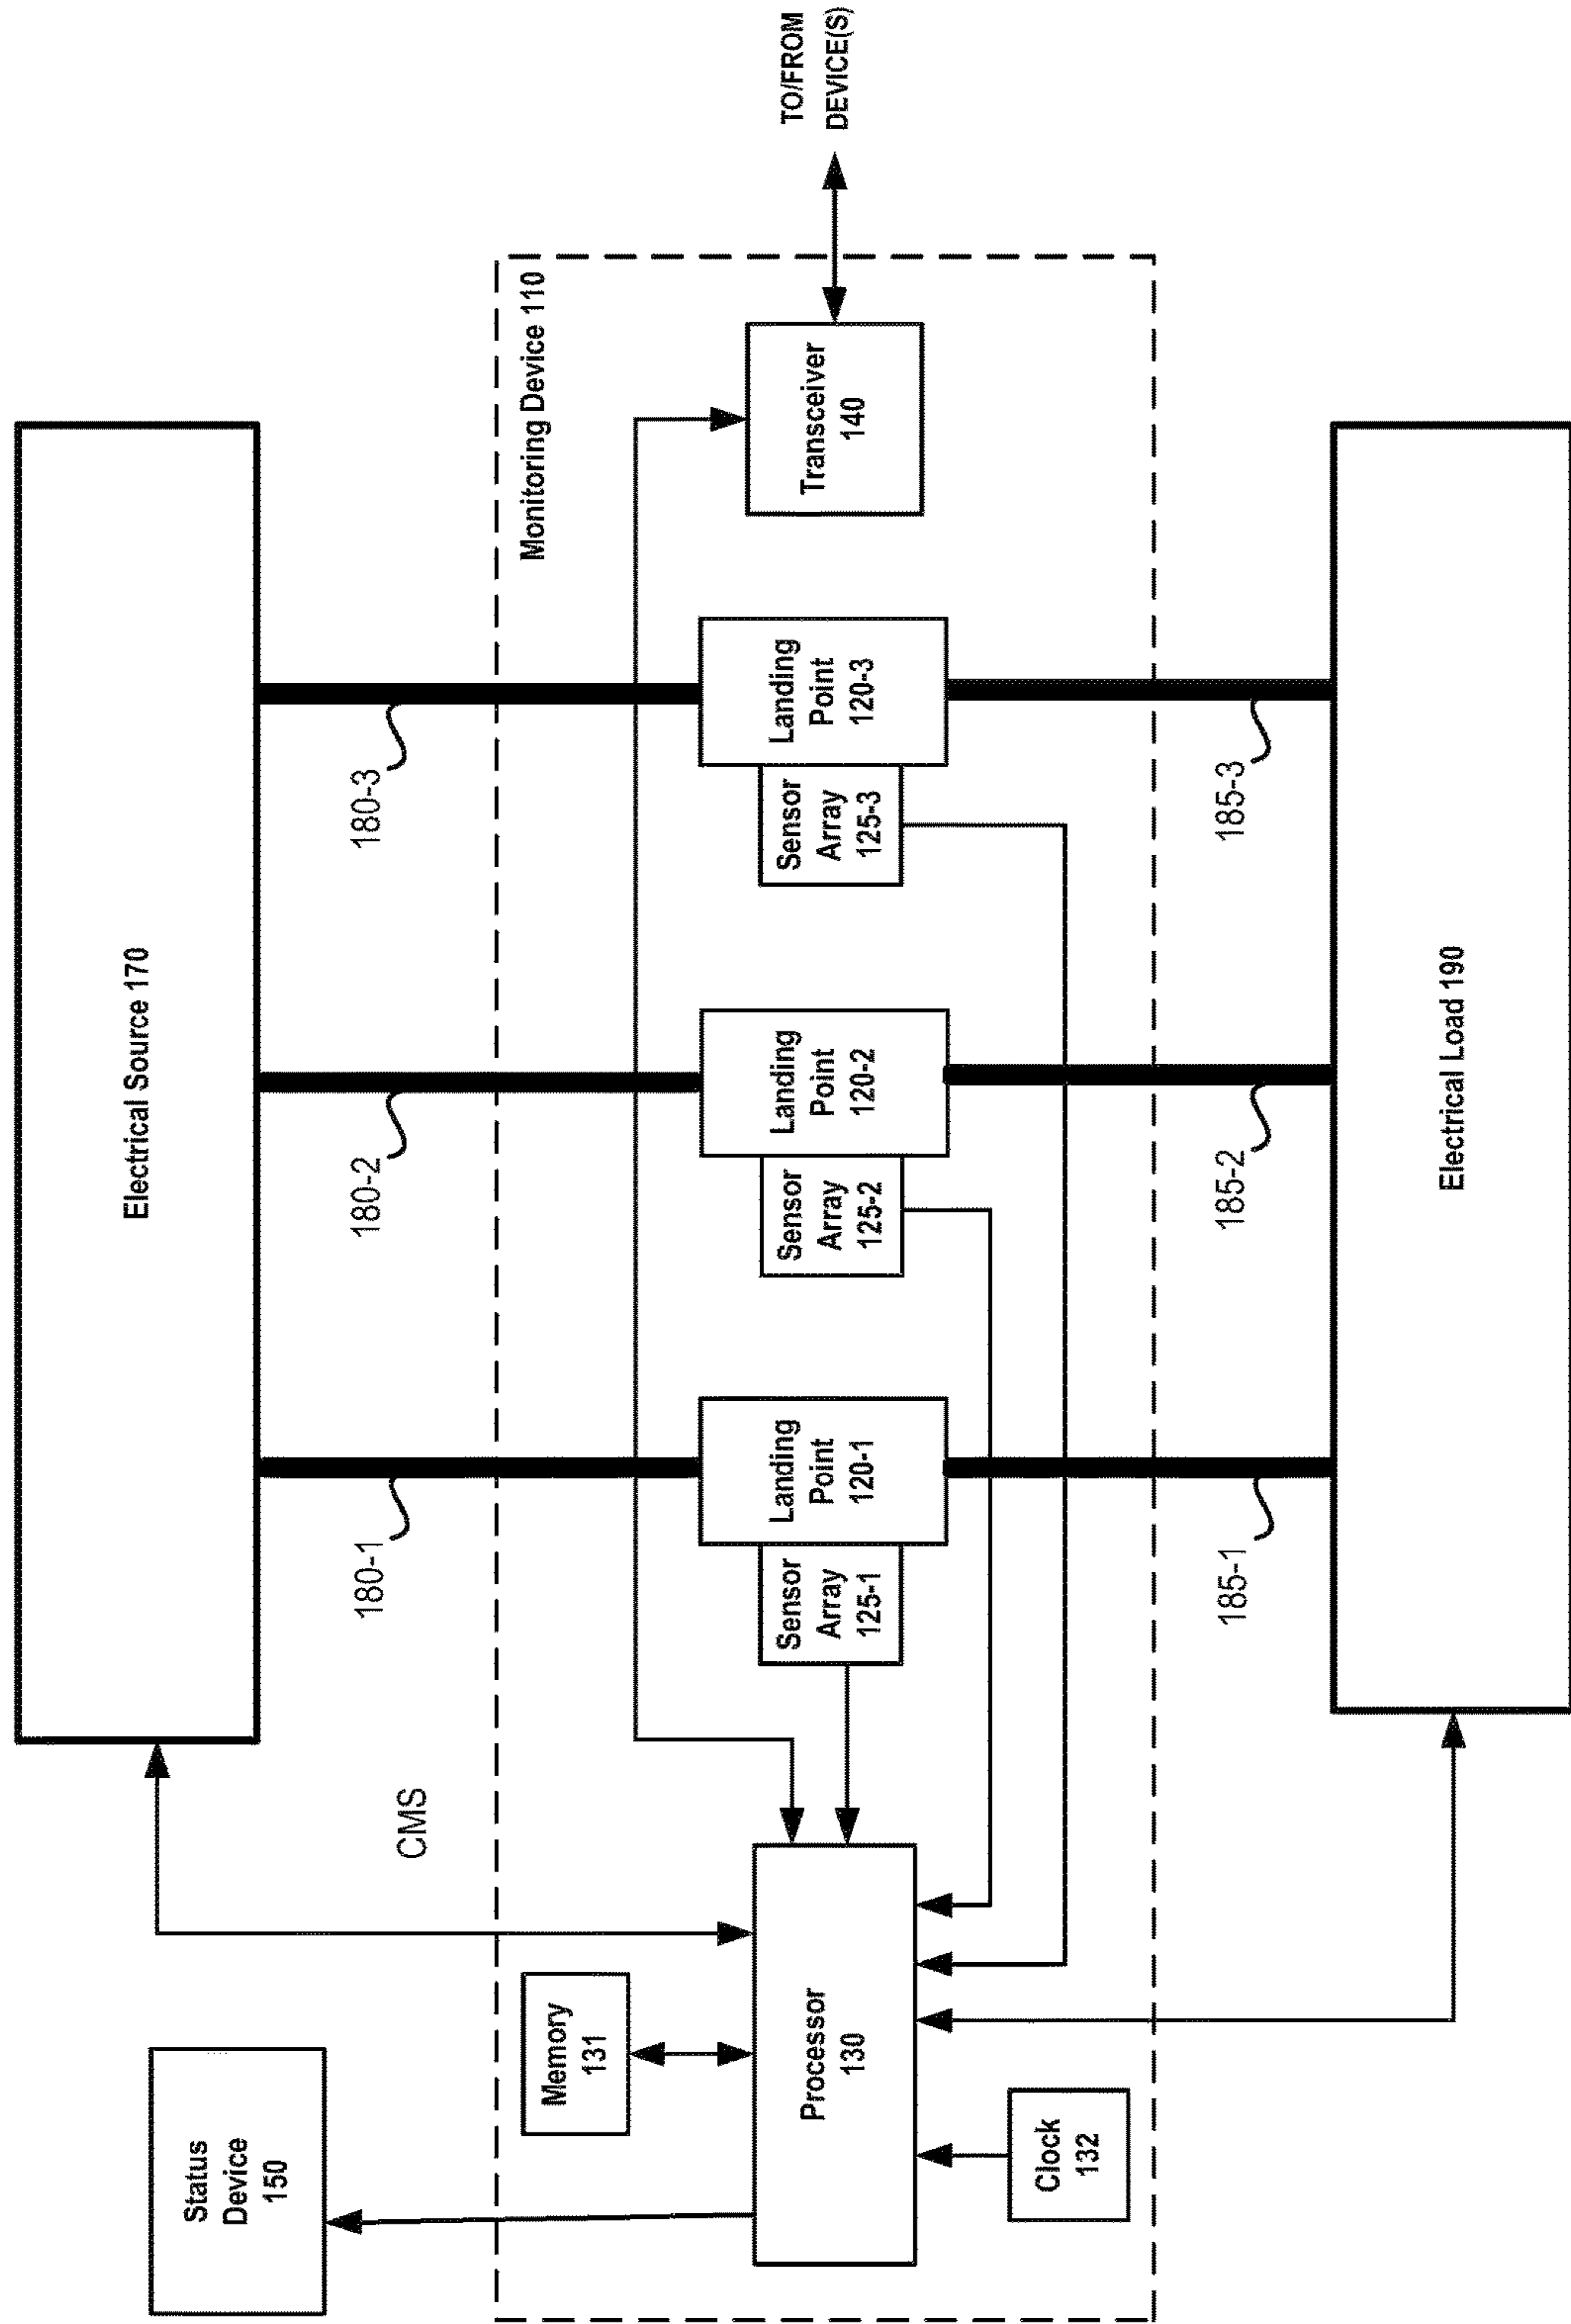 Electrical Source 170
Status
Device
150
CMS
180-1
180-2
180-3
Monitoring Device 110
Memory
131
Processor
130
Clock
132
Sensor
Array
125-1
Landing
Point
120-1
Sensor
Array
125-2
Landing
Point
120-2
Sensor
Array
125-3
Landing
Point
120-3
Transceiver
140
TO/FROM
DEVICE(S)
185-1
185-2
185-3
Electrical Load 190